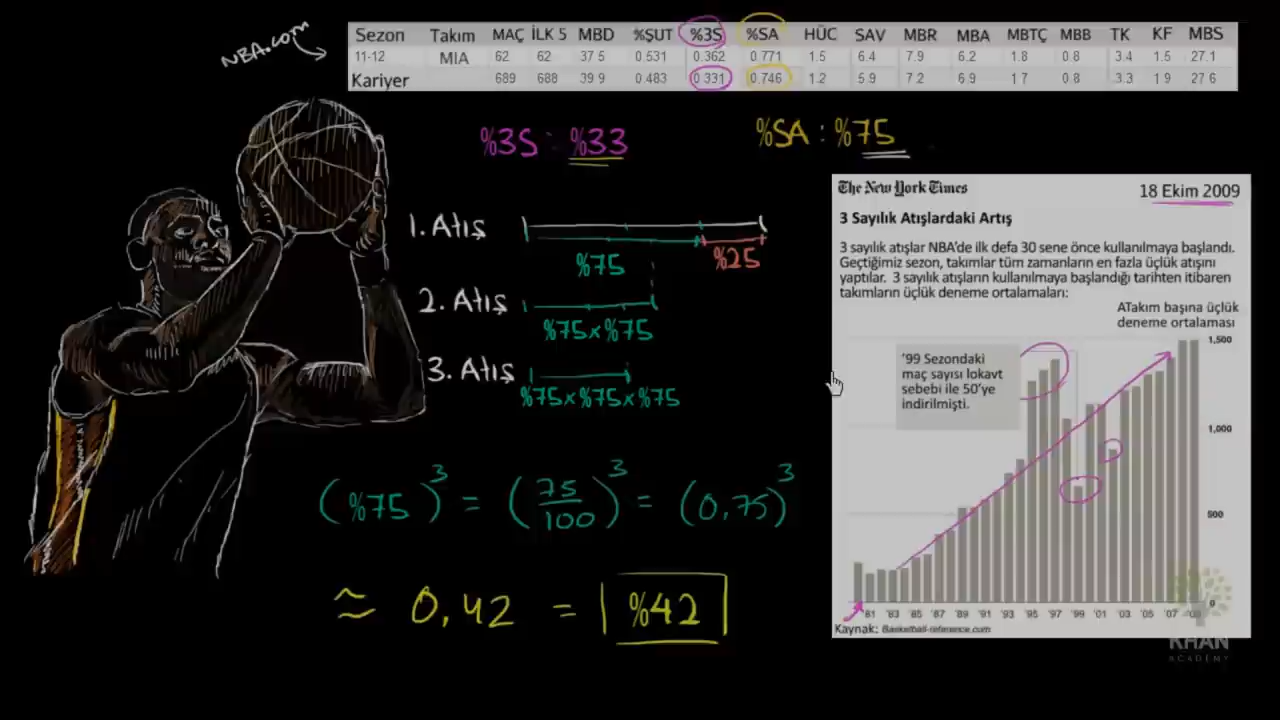 NBA.com
Sezon Takım MAÇ İLK 5 MBD %ŞUT %3S %SA HÜC SAV MBR MBA MBTÇ MBB TK KF MBS
11-12 MIA 62 62 37.5 0.531 0.362 0.771 1.5 6.4 7.9 6.2 1.8 0.8 3.4 1.5 27.1
Kariyer 689 688 39.9 0.483 0.331 0.746 1.2 5.9 7.2 6.9 1.7 0.8 3.3 1.9 27.6
%3S : %33
%SA : %75
1. Atış
%75 %25
2. Atış
%75 x %75
3. Atış
%75 x %75 x %75
(%75)³ = (75/100)³ = (0,75)³
≈ 0,42 = %42
The New York Times
18 Ekim 2009
3 Sayılık Atışlardaki Artış
3 sayılık atışlar NBA'de ilk defa 30 sene önce kullanılmaya başlandı.
Geçtiğimiz sezon, takımlar tüm zamanların en fazla üçlük atışını
yaptılar. 3 sayılık atışların kullanılmaya başlandığı tarihten itibaren
takımların üçlük deneme ortalamaları:
ATakım başına üçlük
deneme ortalaması
'99 Sezondaki
maç sayısı lokavt
sebebi ile 50'ye
indirilmişti.
1,500
1,000
500
0
'81 '83 '85 '87 '89 '91 '93 '95 '97 '99 '01 '03 '05 '07 '09
Kaynak: Basketball-reference.com
KHAN
ACADEMY